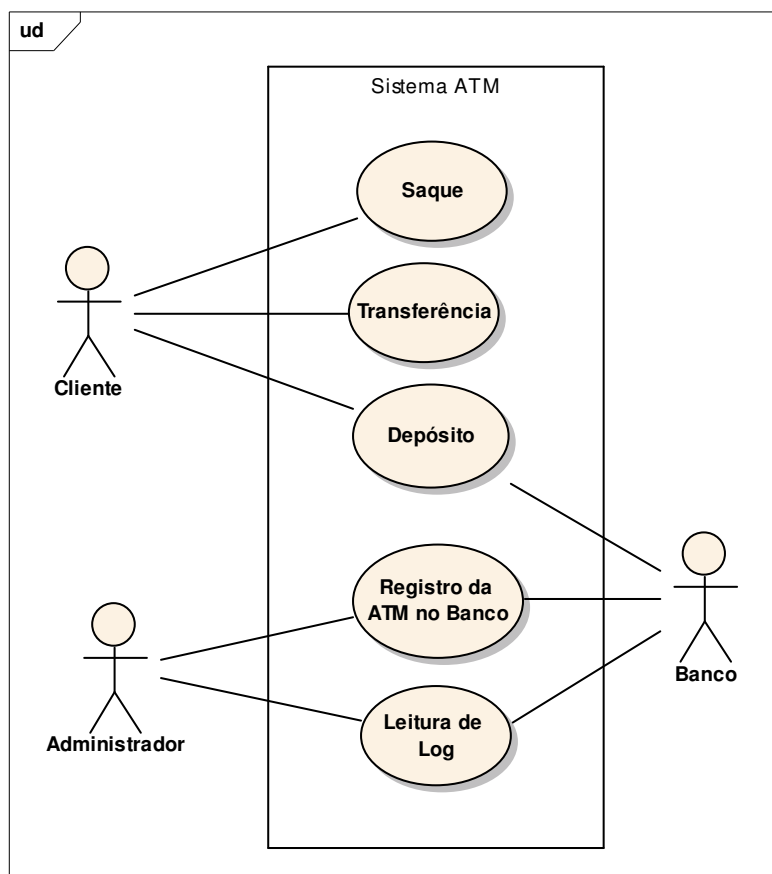 ud
Sistema ATM
Saque
Transferência
Cliente
Depósito
Registro da
ATM no Banco
Banco
Administrador
Leitura de
Log